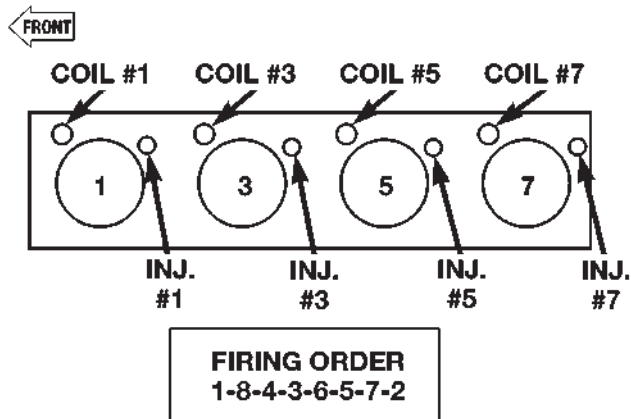 FRONT
COIL #1 COIL #3 COIL #5 COIL #7
1 3 5 7
INJ. INJ. INJ. INJ.
#1 #3 #5 #7
FIRING ORDER
1-8-4-3-6-5-7-2